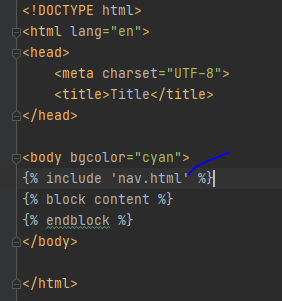 <!DOCTYPE html>
<html lang="en">
<head>
    <meta charset="UTF-8">
    <title>Title</title>
</head>

<body bgcolor="cyan">
{% include 'nav.html' %}
{% block content %}
{% endblock %}
</body>

</html>